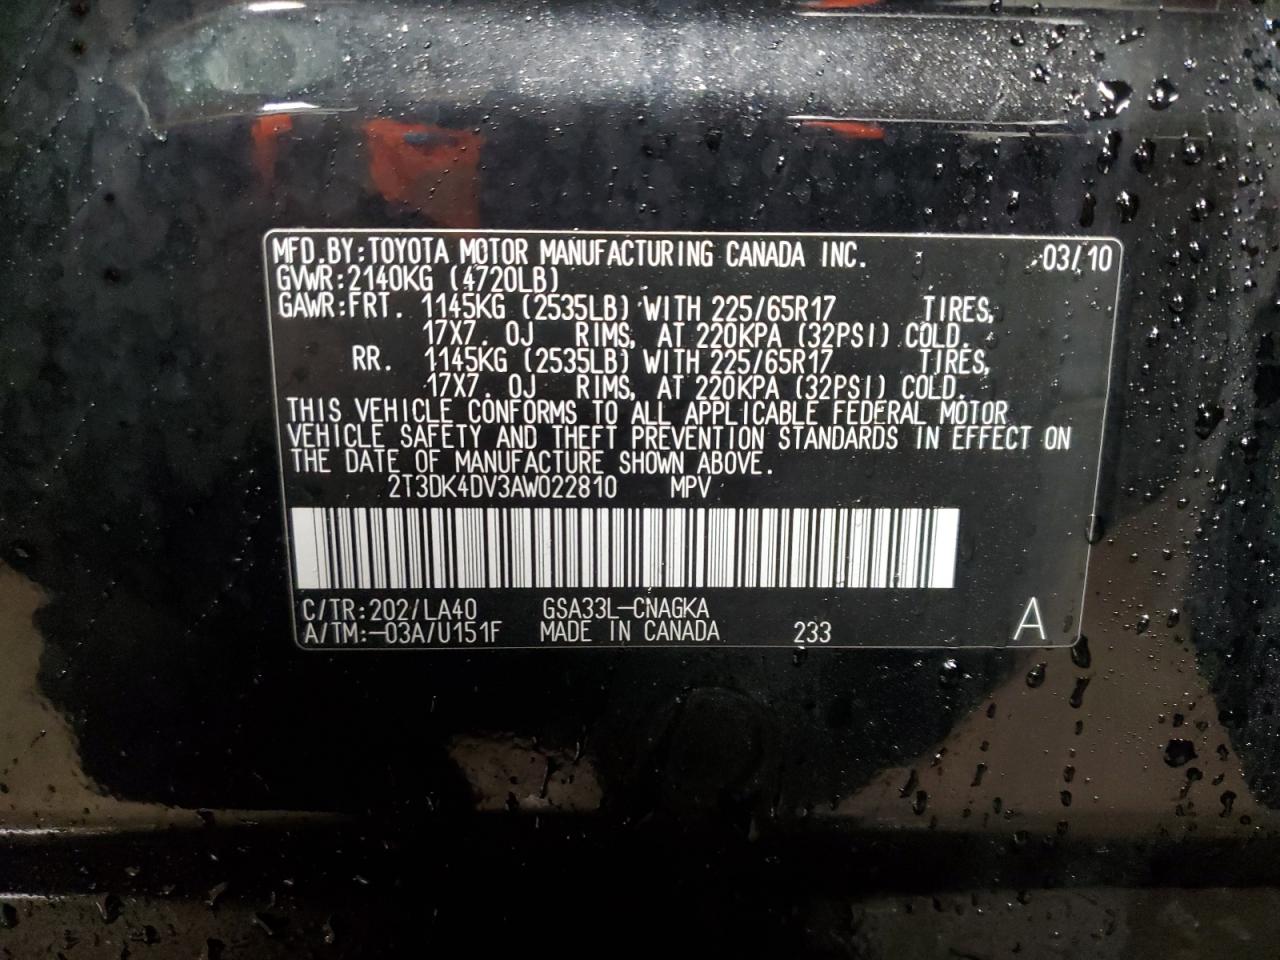 MFD.BY:TOYOTA MOTOR MANUFACTURING CANADA INC. 03/10
GVWR:2140KG (4720LB)
GAWR:FRT. 1145KG (2535LB) WITH 225/65R17 TIRES,
17X7. 0J RIMS, AT 220KPA (32PSI) COLD.
RR. 1145KG (2535LB) WITH 225/65R17 TIRES,
17X7. 0J RIMS, AT 220KPA (32PSI) COLD.
THIS VEHICLE CONFORMS TO ALL APPLICABLE FEDERAL MOTOR
VEHICLE SAFETY AND THEFT PREVENTION STANDARDS IN EFFECT ON
THE DATE OF MANUFACTURE SHOWN ABOVE.
2T3DK4DV3AW022810 MPV
C/TR:202/LA40 GSA33L-CNAGKA
A/TM:-03A/U151F MADE IN CANADA 233 A